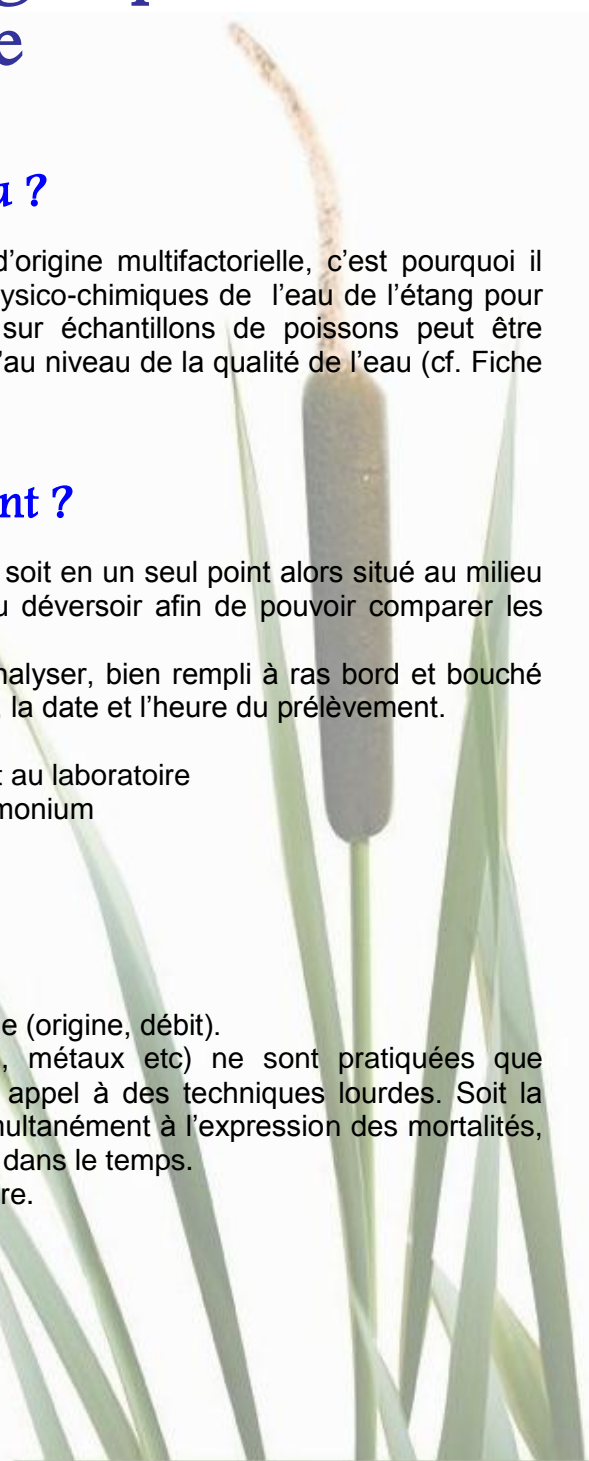 e
u ?
d’origine multifactorielle, c’est pourquoi il
ysico-chimiques de l’eau de l’étang pour
sur échantillons de poissons peut être
’au niveau de la qualité de l’eau (cf. Fiche
nt ?
soit en un seul point alors situé au milieu
u déversoir afin de pouvoir comparer les
nalyser, bien rempli à ras bord et bouché
la date et l’heure du prélèvement.
t au laboratoire
monium
e (origine, débit).
, métaux etc) ne sont pratiquées que
appel à des techniques lourdes. Soit la
multanément à l’expression des mortalités,
dans le temps.
re.